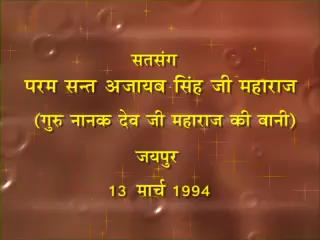 सतसंग
परम सन्त अजायब सिंह जी महाराज
(गुरु नानक देव जी महाराज की वानी)
जयपुर
13 मार्च 1994